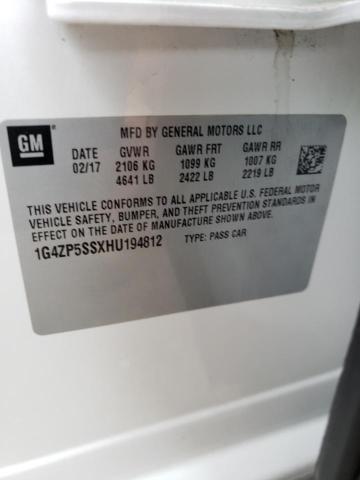 GM
MFD BY GENERAL MOTORS LLC
DATE GVWR GAWR FRT GAWR RR
02/17 2106 KG 1099 KG 1007 KG
4641 LB 2422 LB 2219 LB
THIS VEHICLE CONFORMS TO ALL APPLICABLE U.S. FEDERAL MOTOR
VEHICLE SAFETY, BUMPER, AND THEFT PREVENTION STANDARDS IN
EFFECT ON THE DATE OF MANUFACTURE SHOWN ABOVE.
1G4ZP5SSXHU194812 TYPE: PASS CAR